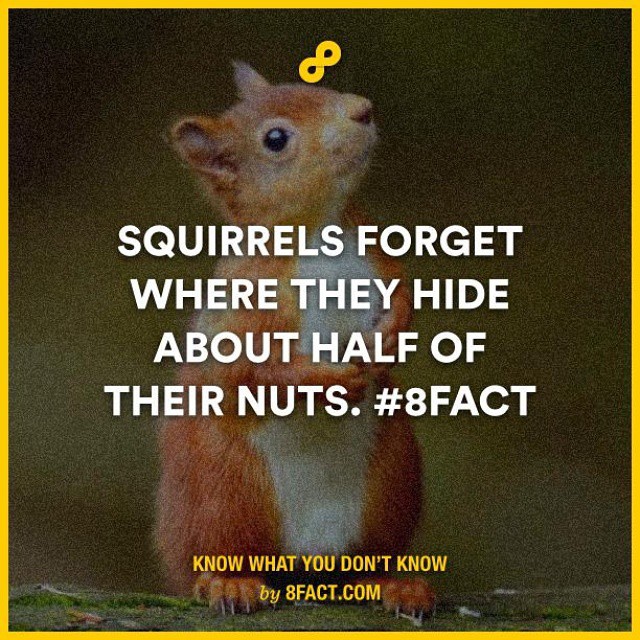 SQUIRRELS FORGET
WHERE THEY HIDE
ABOUT HALF OF
THEIR NUTS. #8FACT
KNOW WHAT YOU DON'T KNOW
by 8FACT.COM